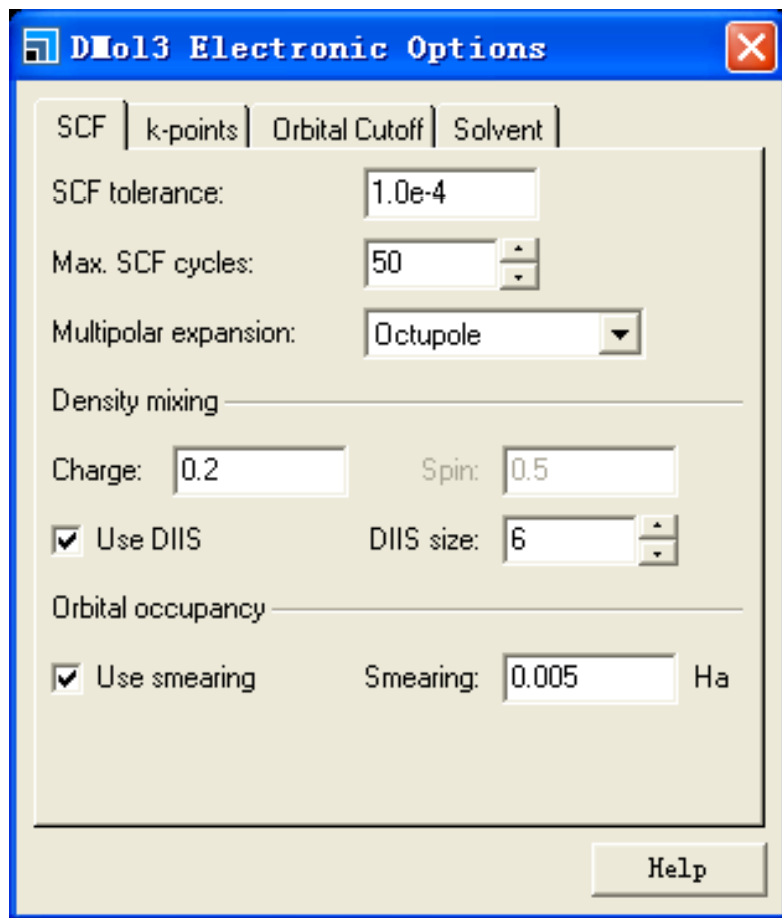 DMol3 Electronic Options
SCF k-points Orbital Cutoff Solvent
SCF tolerance: 1.0e-4
Max. SCF cycles: 50
Multipolar expansion: Octupole
Density mixing
Charge: 0.2 Spin: 0.5
Use DIIS DIIS size: 6
Orbital occupancy
Use smearing Smearing: 0.005 Ha
Help